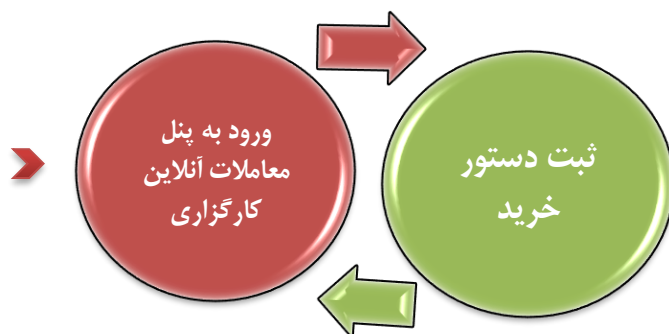 ورود به پنل
معاملات آنلاین
کارگزاری
ثبت دستور
خرید